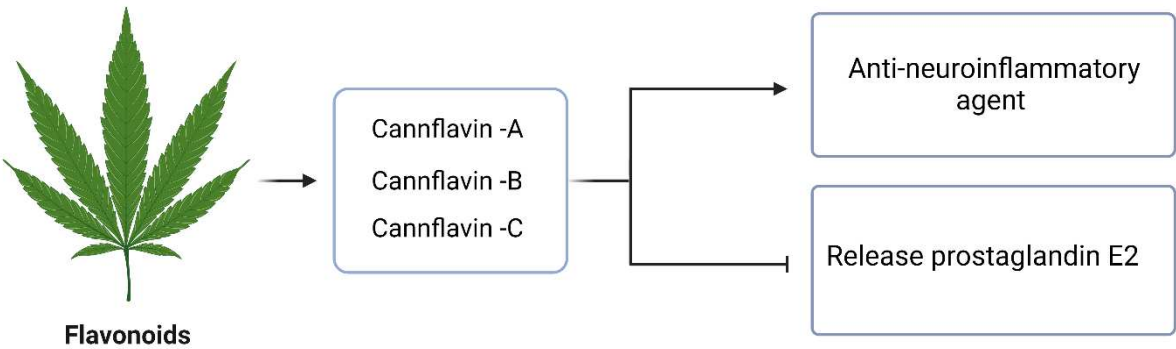 Flavonoids
Cannflavin -A
Cannflavin -B
Cannflavin -C
Anti-neuroinflammatory
agent
Release prostaglandin E2